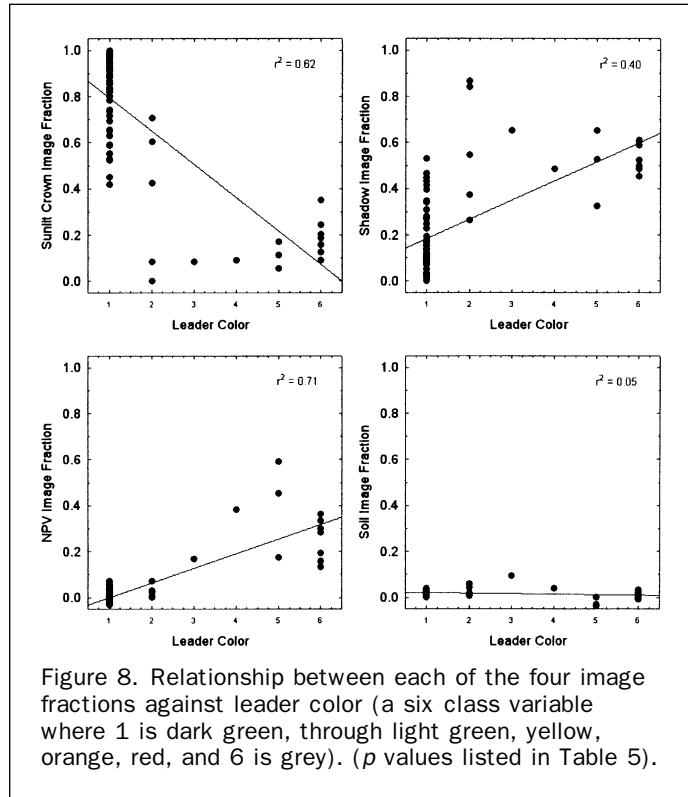 1.0
0.8
0.6
0.4
0.2
0.0
Sunlit Crown Image Fraction
r² = 0.62
1 2 3 4 5 6
Leader Color
1.0
0.8
0.6
0.4
0.2
0.0
Shadow Image Fraction
r² = 0.40
1 2 3 4 5 6
Leader Color
1.0
0.8
0.6
0.4
0.2
0.0
NPV Image Fraction
r² = 0.71
1 2 3 4 5 6
Leader Color
1.0
0.8
0.6
0.4
0.2
0.0
Soil Image Fraction
r² = 0.05
1 2 3 4 5 6
Leader Color
Figure 8. Relationship between each of the four image
fractions against leader color (a six class variable
where 1 is dark green, through light green, yellow,
orange, red, and 6 is grey). (p values listed in Table 5).